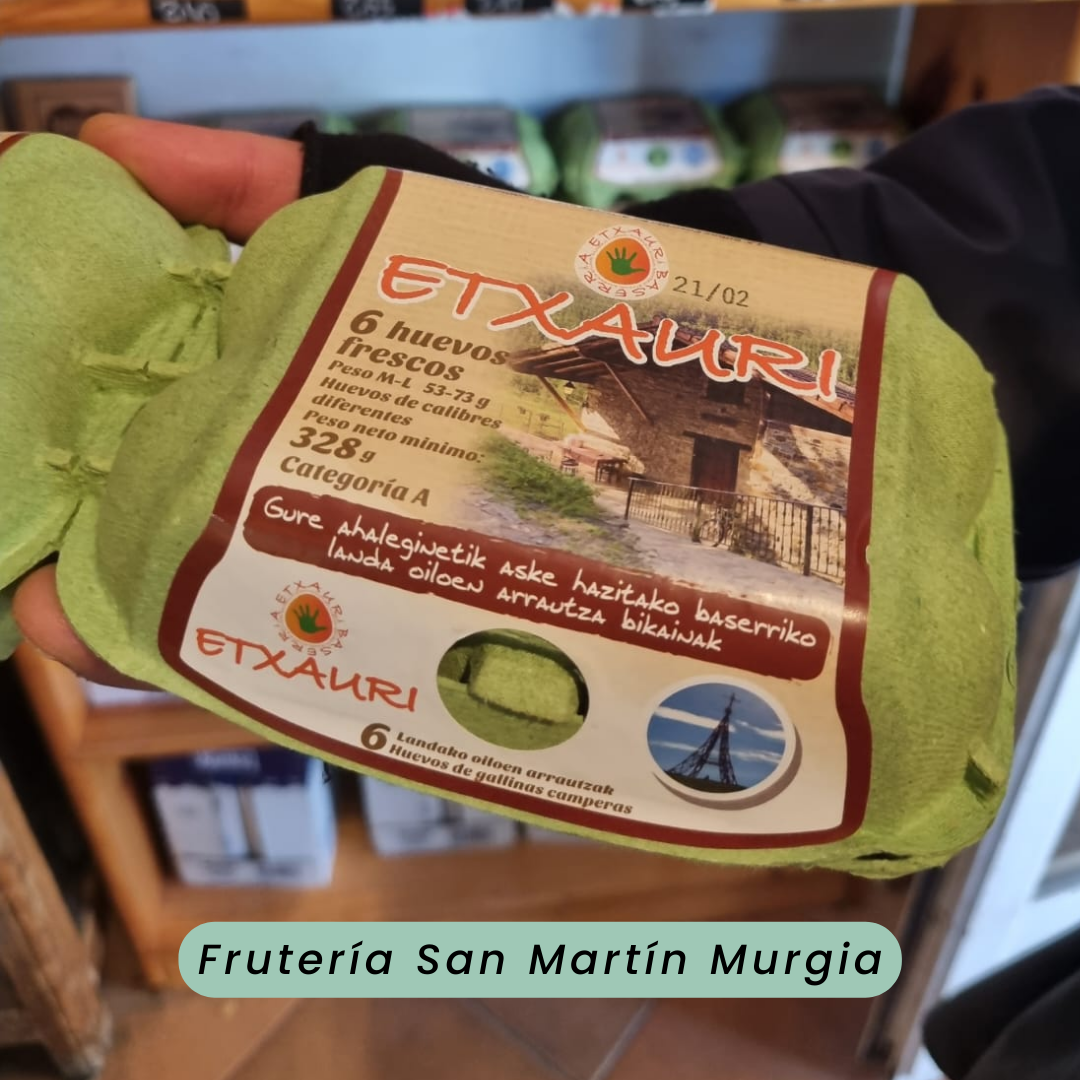 ETXAURI BASERRIA
21/02
ETXAURI
6 huevos
frescos
Peso M-L 53-73 g
Huevos de calibres
diferentes
Peso neto minimo:
328 g
Categoría A
Gure ahaleginetik aske hazitako baserriko
landa oiloen arrautza bikainak
ETXAURI BASERRIA
ETXAURI
6 Landako oiloen arrautzak
Huevos de gallinas camperas
Frutería San Martín Murgia